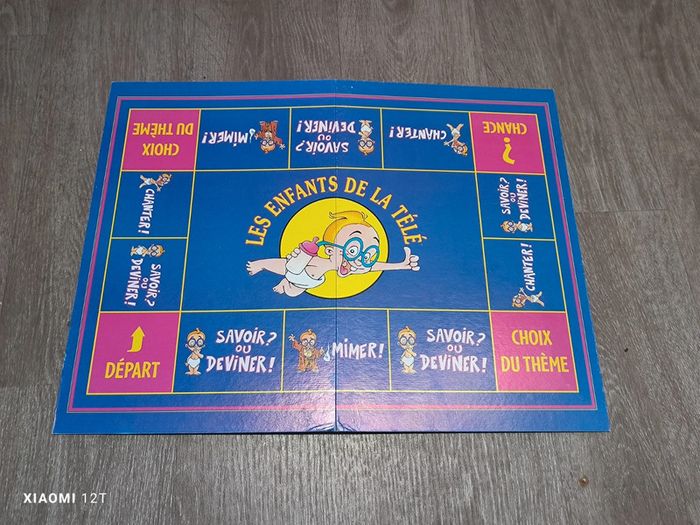 CHOIX
DU THÈME
MIMER!
SAVOIR?
OU
DEVINER!
CHANTER!
CHANCE
?
CHANTER!
SAVOIR?
OU
DEVINER!
LES ENFANTS DE LA TÉLÉ
SAVOIR?
OU
DEVINER!
CHANTER!
DÉPART
SAVOIR?
OU
DEVINER!
MIMER!
SAVOIR?
OU
DEVINER!
CHOIX
DU THÈME
XIAOMI 12T